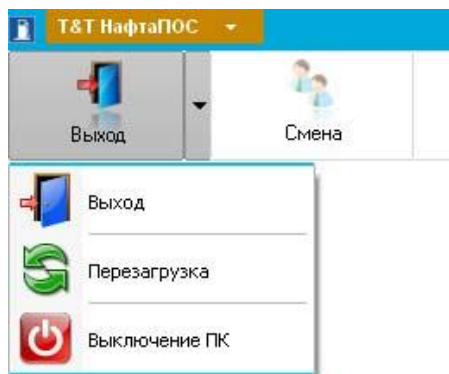 Т&Т НафтаПОС
Выход
Смена
Выход
Перезагрузка
Выключение ПК